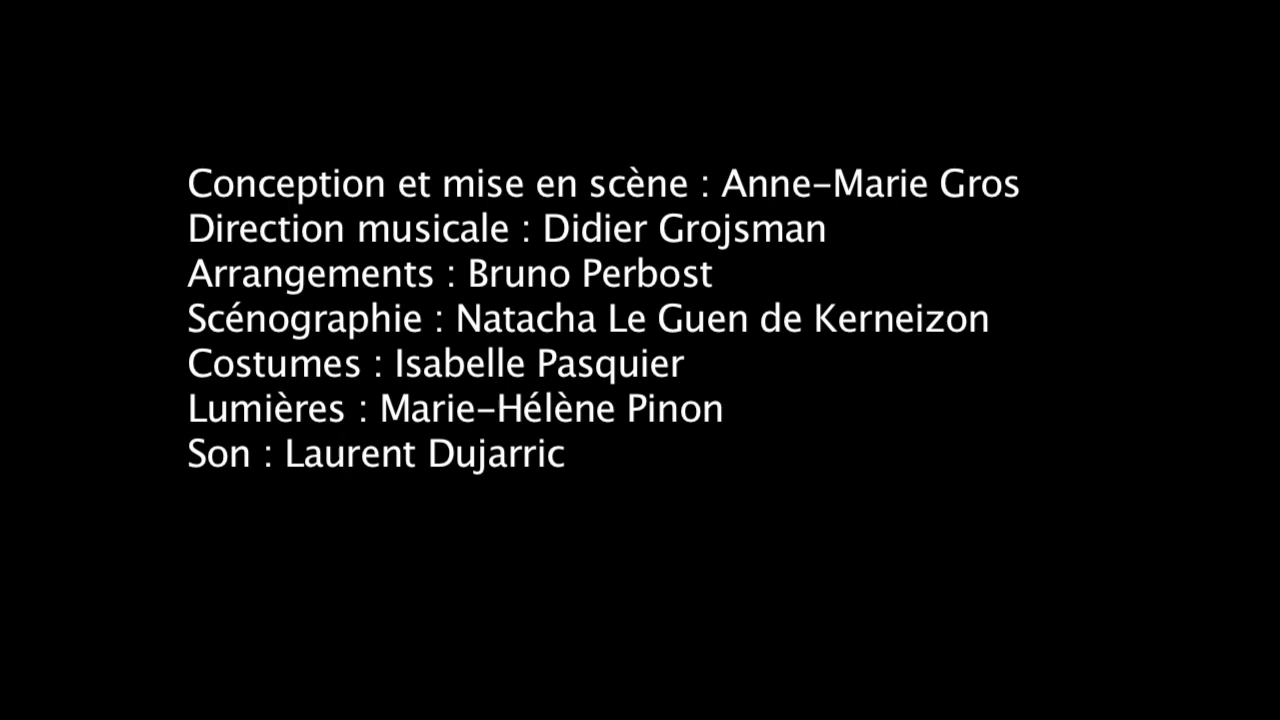 Conception et mise en scène : Anne-Marie Gros
Direction musicale : Didier Grojsman
Arrangements : Bruno Perbost
Scénographie : Natacha Le Guen de Kerneizon
Costumes : Isabelle Pasquier
Lumières : Marie-Hélène Pinon
Son : Laurent Dujarric